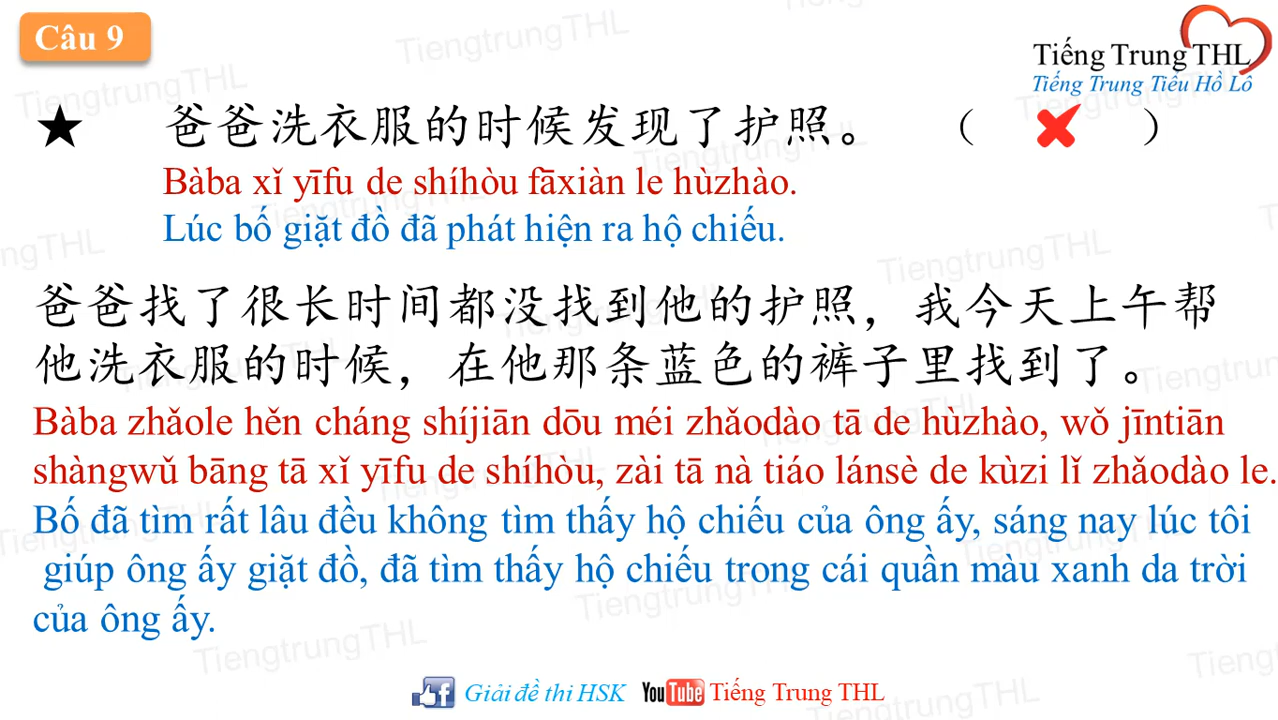 Câu 9
Tiếng Trung THL
Tiếng Trung Tiểu Hồ Lô
★ 爸爸洗衣服的时候发现了护照。 （ ✘ ）
Bàba xǐ yīfu de shíhòu fāxiàn le hùzhào.
Lúc bố giặt đồ đã phát hiện ra hộ chiếu.
爸爸找了很长时间都没找到他的护照，我今天上午帮
他洗衣服的时候，在他那条蓝色的裤子里找到了。
Bàba zhǎole hěn cháng shíjiān dōu méi zhǎodào tā de hùzhào, wǒ jīntiān
shàngwǔ bāng tā xǐ yīfu de shíhòu, zài tā nà tiáo lánsè de kùzi lǐ zhǎodào le.
Bố đã tìm rất lâu đều không tìm thấy hộ chiếu của ông ấy, sáng nay lúc tôi
giúp ông ấy giặt đồ, đã tìm thấy hộ chiếu trong cái quần màu xanh da trời
của ông ấy.
Giải đề thi HSK YouTube Tiếng Trung THL